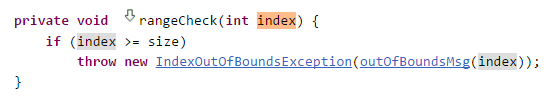 private void rangeCheck(int index) {
    if (index >= size)
        throw new IndexOutOfBoundsException(outOfBoundsMsg(index));
}